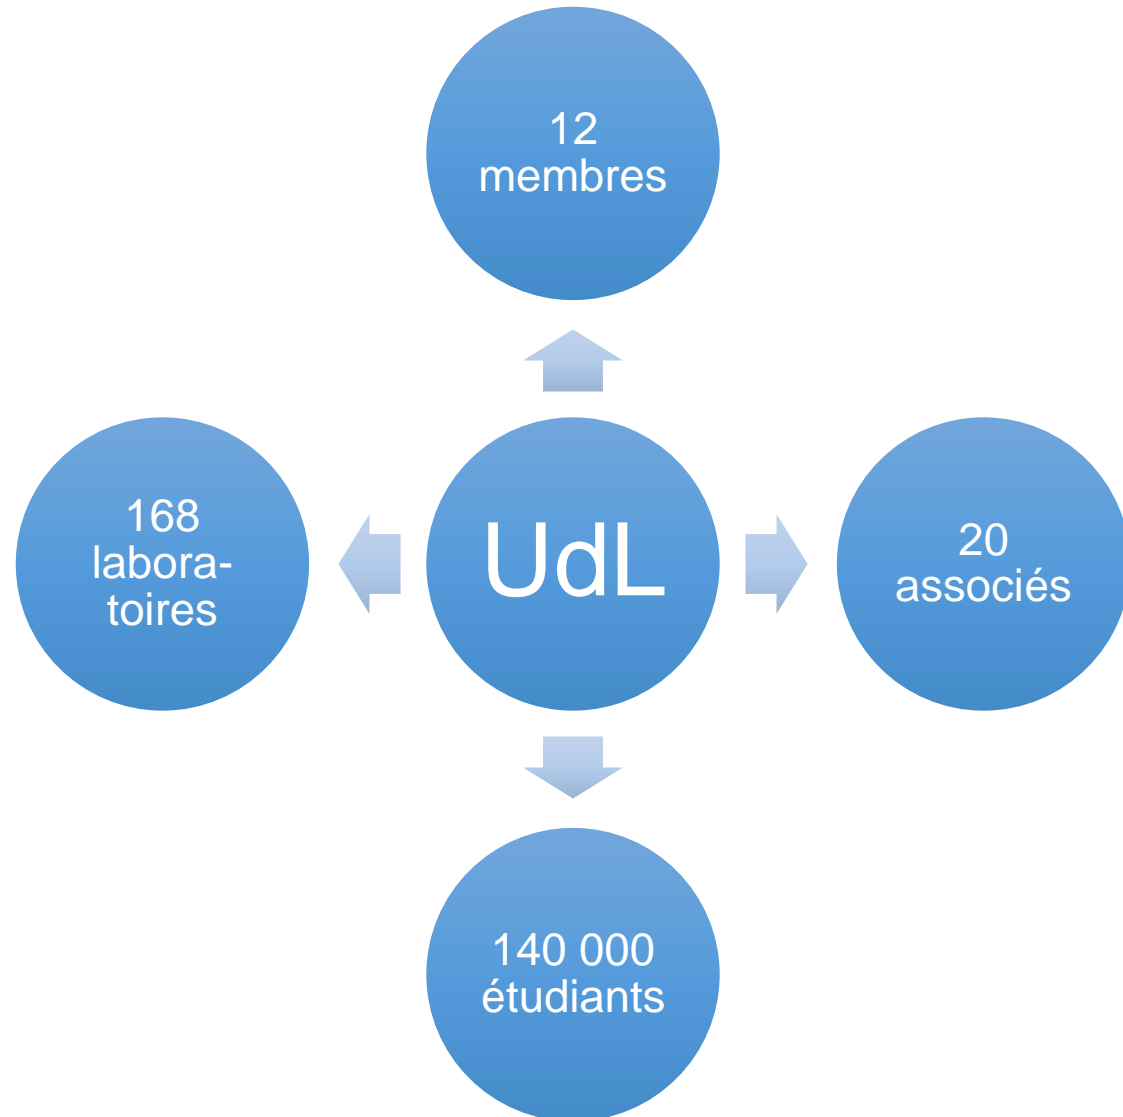 12
membres
168
labora-
toires
UdL
20
associés
140 000
étudiants